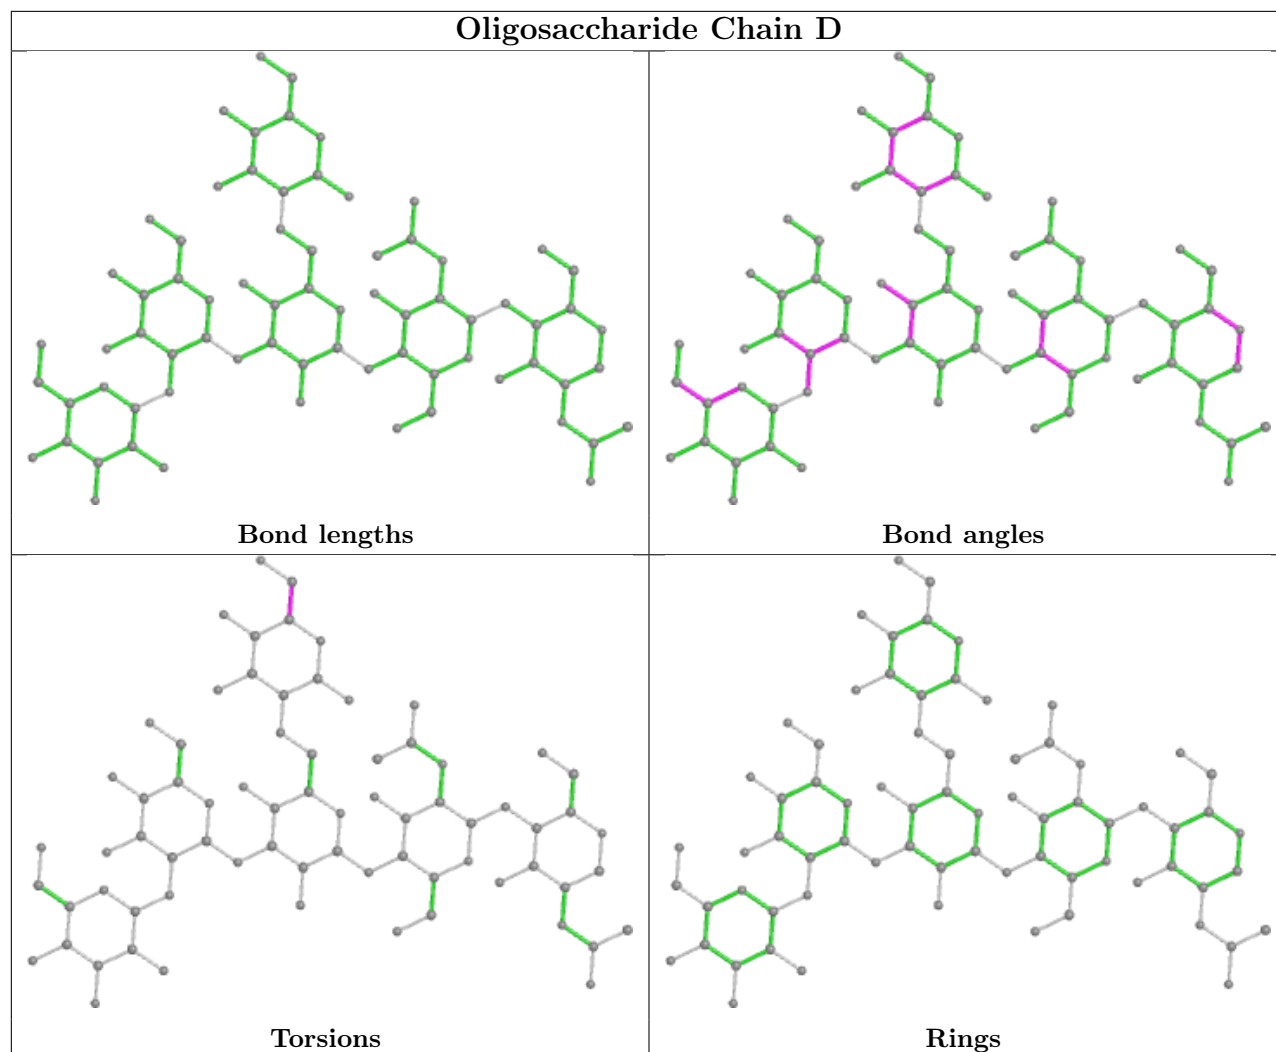 Oligosaccharide Chain D
Bond lengths
Bond angles
Torsions
Rings